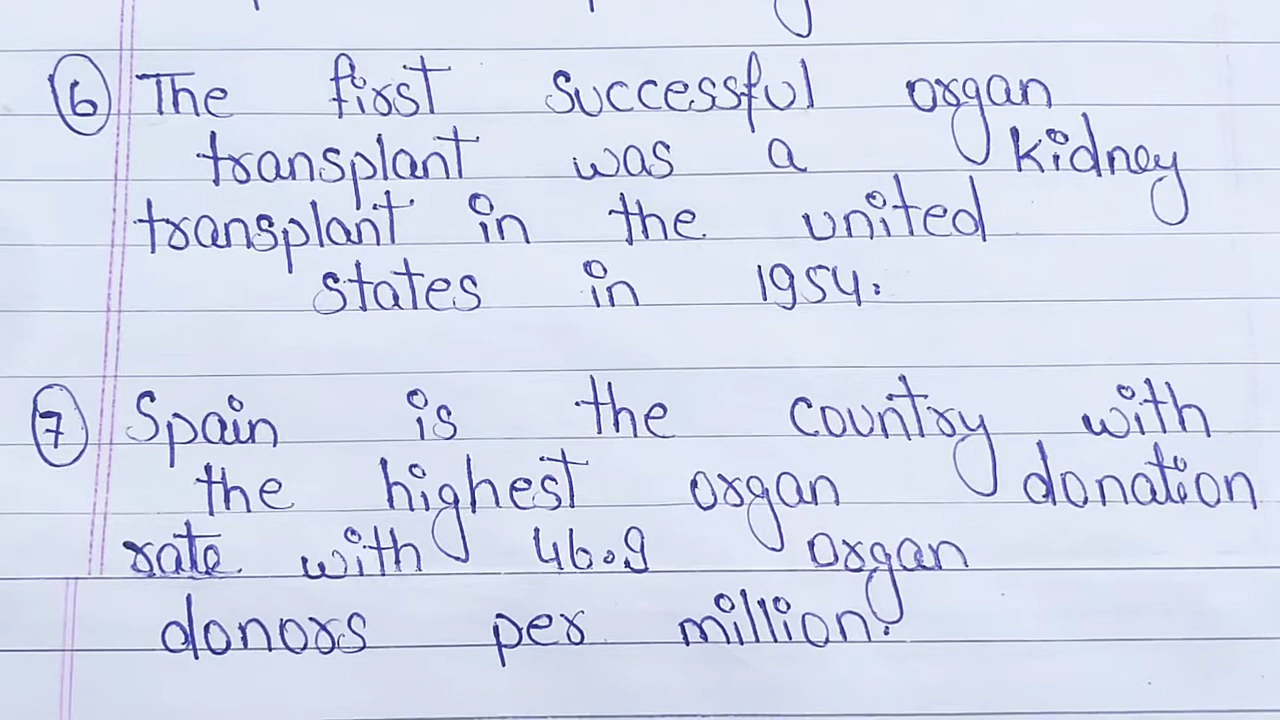 6 The first successful organ
transplant was a kidney
transplant in the united
states in 1954.
7 Spain is the country with
the highest organ donation
rate with 46.9 organ
donors per million.